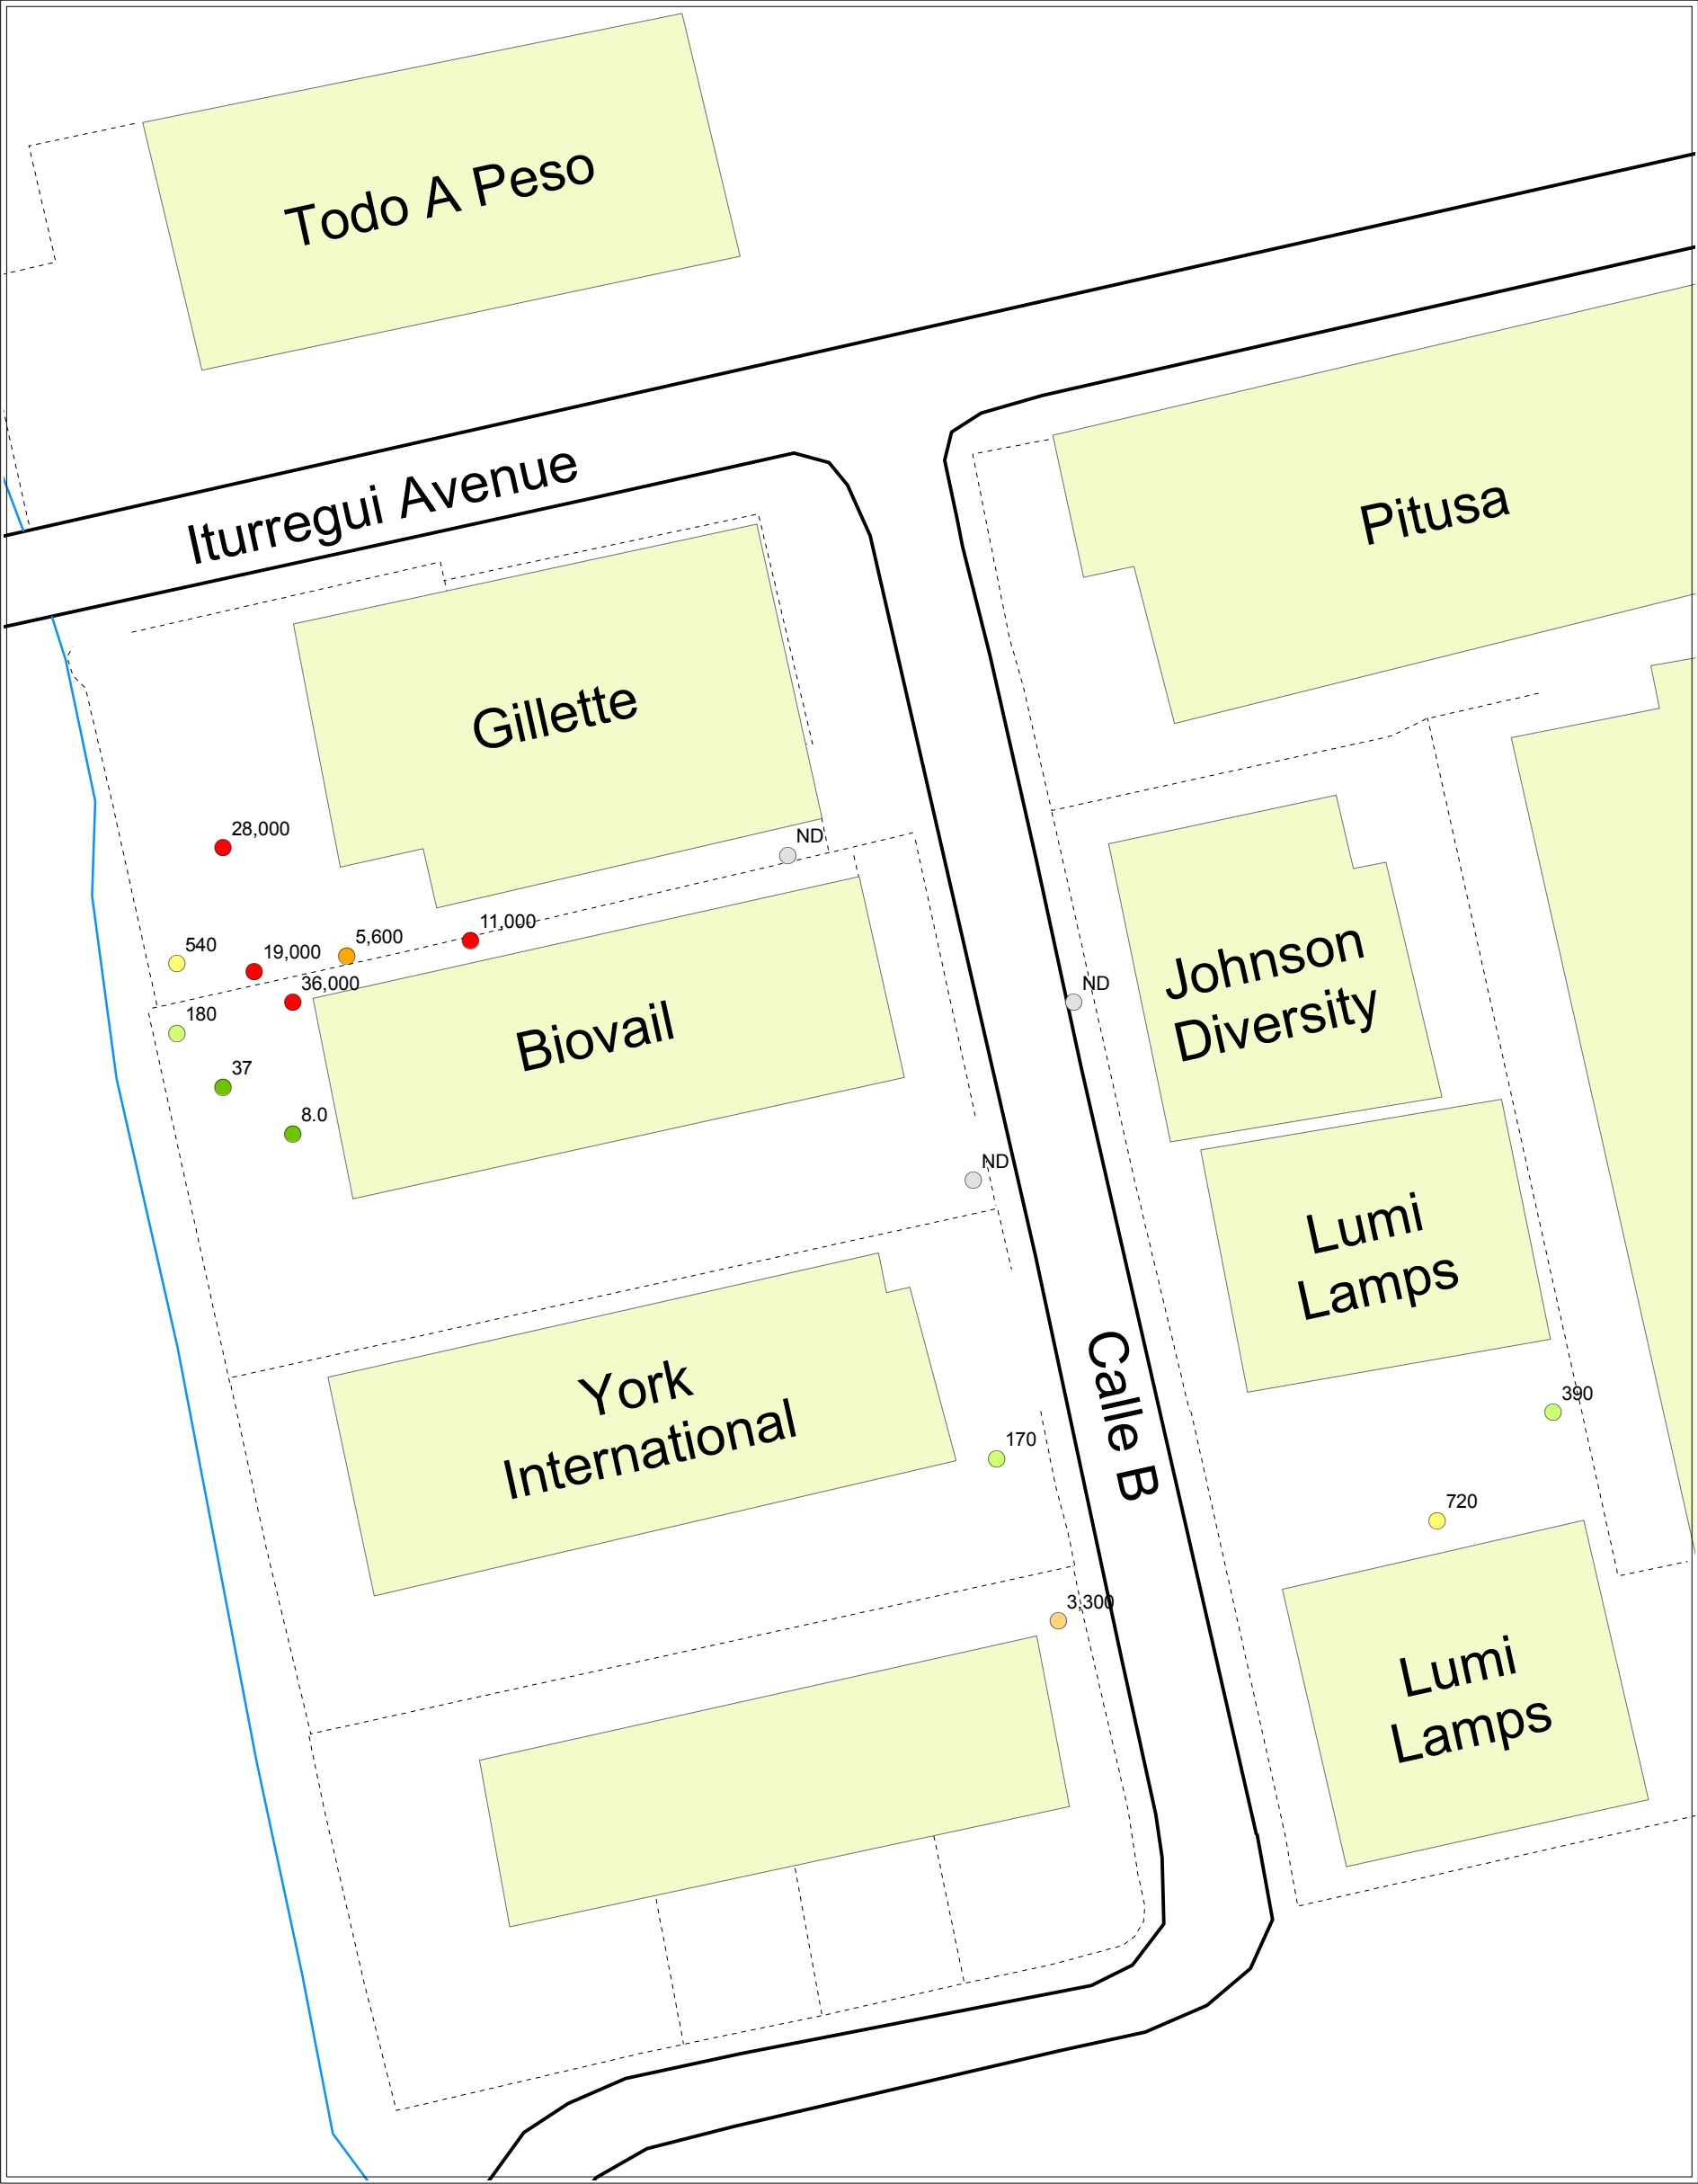 Todo A Peso
Iturregui Avenue
Pitusa
Gillette
28,000
ND
11,000
5,600
540
19,000
36,000
180
Biovail
37
8.0
ND
Johnson
Diversity
ND
Lumi
Lamps
York
International
Calle B
390
170
720
3,300
Lumi
Lamps